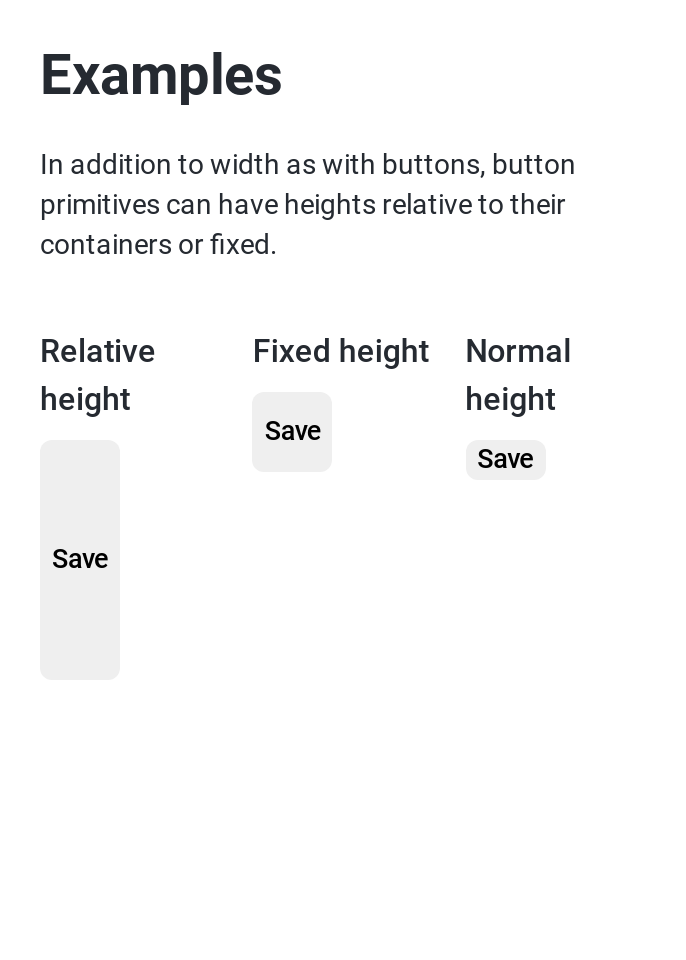 Examples
In addition to width as with buttons, button
primitives can have heights relative to their
containers or fixed.
Relative
height
Save
Fixed height
Save
Normal
height
Save